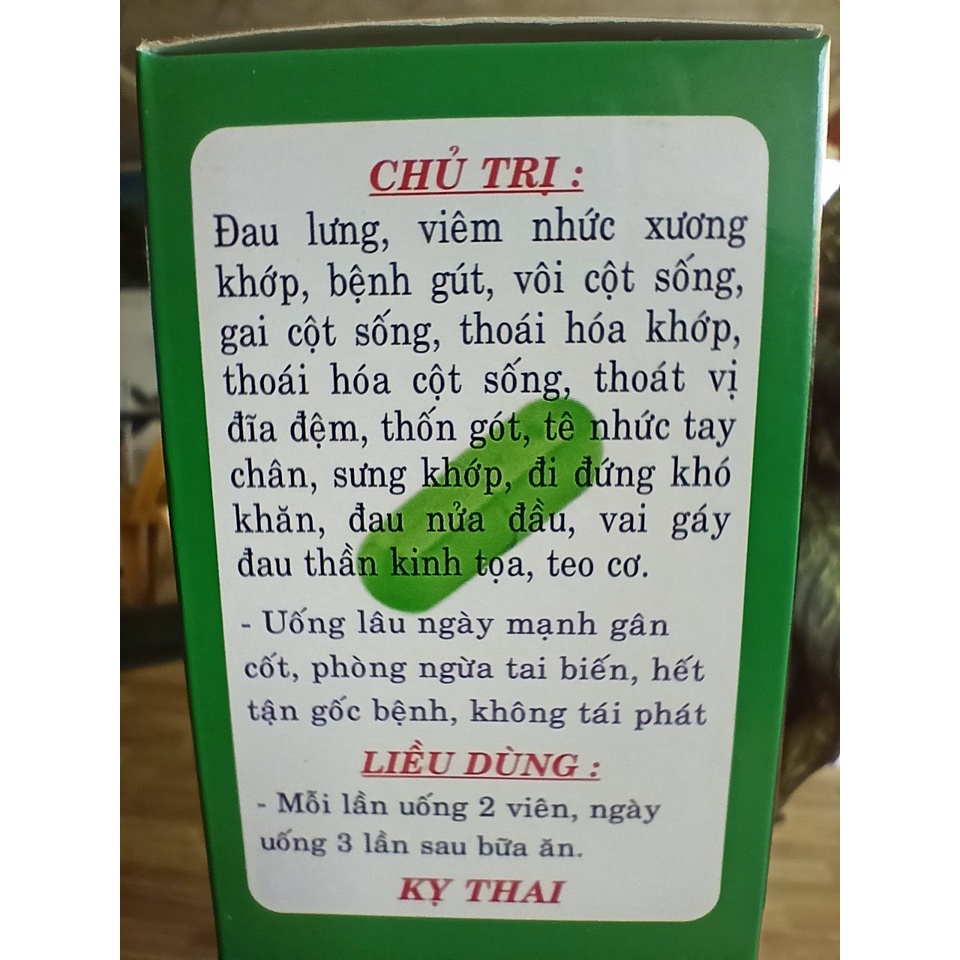 CHỦ TRỊ :
Đau lưng, viêm nhức xương
khớp, bệnh gút, vôi cột sống,
gai cột sống, thoái hóa khớp,
thoái hóa cột sống, thoát vị
đĩa đệm, thốn gót, tê nhức tay
chân, sưng khớp, đi đứng khó
khăn, đau nửa đầu, vai gáy
đau thần kinh tọa, teo cơ.
- Uống lâu ngày mạnh gân
cốt, phòng ngừa tai biến, hết
tận gốc bệnh, không tái phát
LIỀU DÙNG :
- Mỗi lần uống 2 viên, ngày
uống 3 lần sau bữa ăn.
KỴ THAI